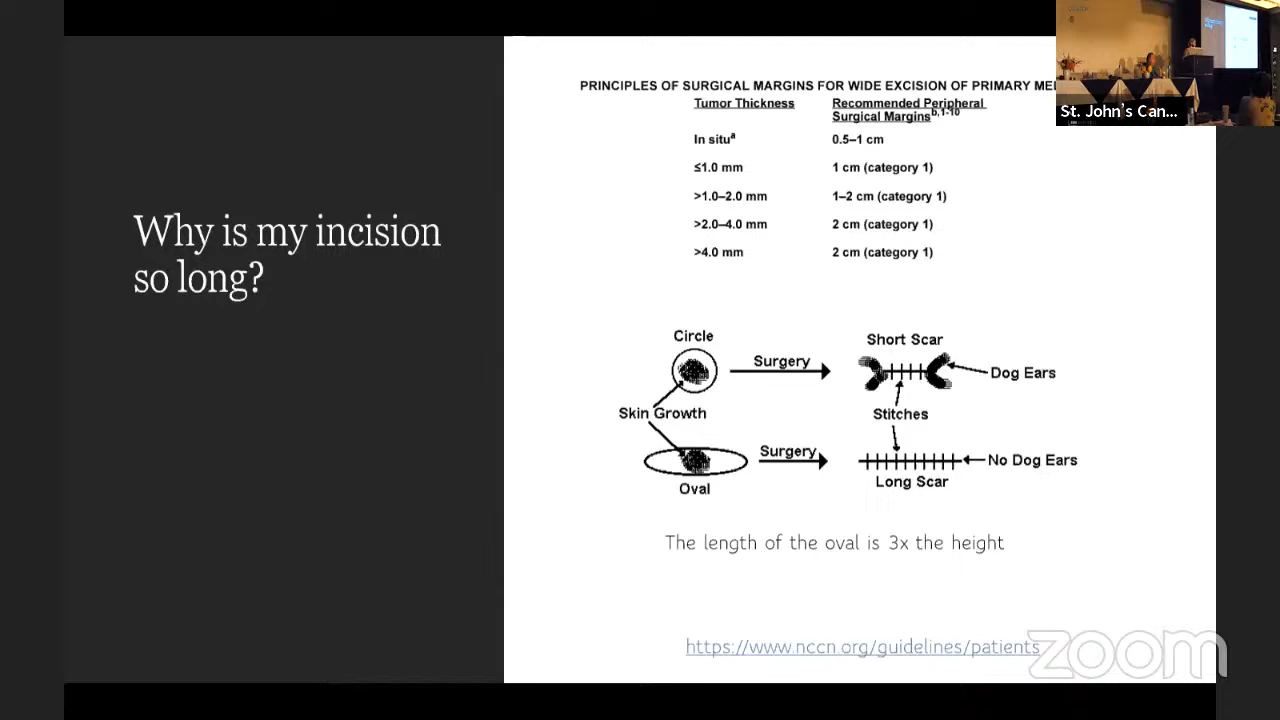 Why is my incision
so long?
PRINCIPLES OF SURGICAL MARGINS FOR WIDE EXCISION OF PRIMARY
Tumor Thickness Recommended Peripheral
Surgical Margins b,1-10
In situ a 0.5–1 cm
≤1.0 mm 1 cm (category 1)
>1.0–2.0 mm 1–2 cm (category 1)
>2.0–4.0 mm 2 cm (category 1)
>4.0 mm 2 cm (category 1)
Circle
Surgery
Short Scar
Dog Ears
Skin Growth
Stitches
Surgery
No Dog Ears
Oval
Long Scar
The length of the oval is 3x the height
https://www.nccn.org/guidelines/patients
St. John's Can...
zoom